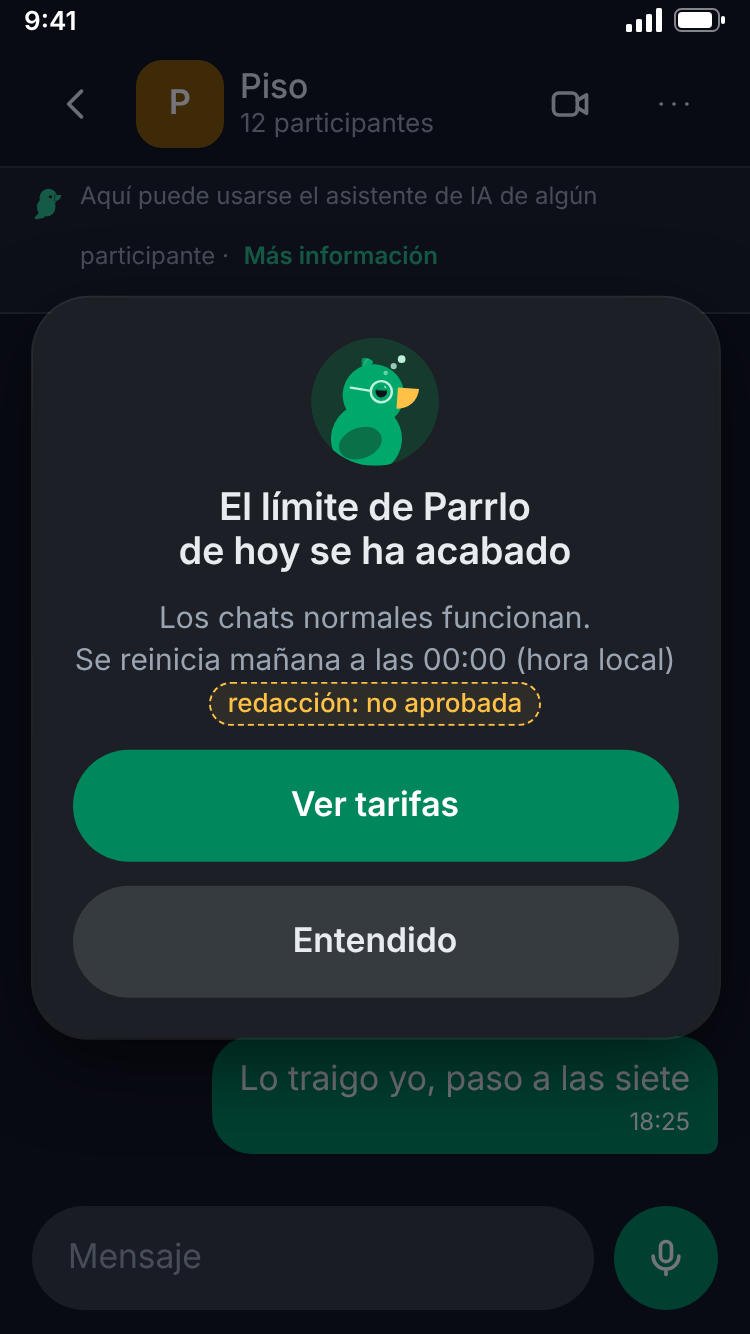 9:41
P
Piso
12 participantes
Aquí puede usarse el asistente de IA de algún
participante · Más información
El límite de Parrlo
de hoy se ha acabado
Los chats normales funcionan.
Se reinicia mañana a las 00:00 (hora local)
redacción: no aprobada
Ver tarifas
Entendido
Lo traigo yo, paso a las siete
18:25
Mensaje